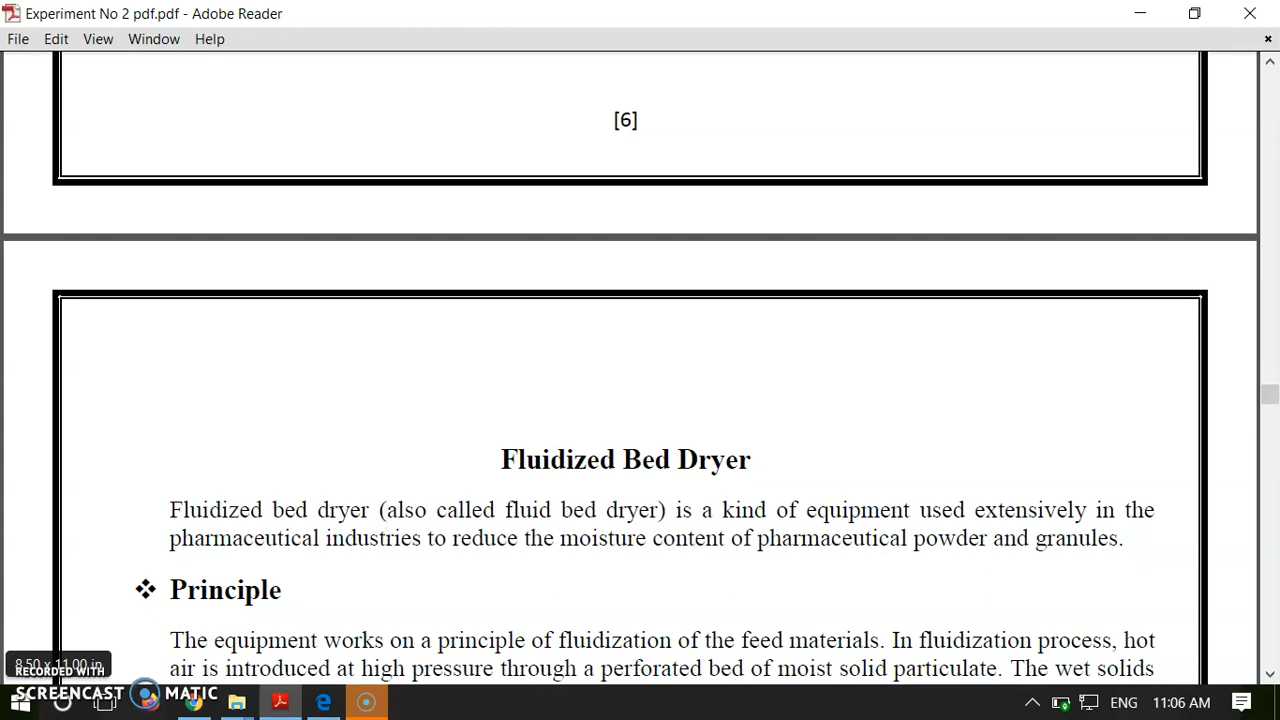 Experiment No 2 pdf.pdf - Adobe Reader
File Edit View Window Help
[6]
Fluidized Bed Dryer
Fluidized bed dryer (also called fluid bed dryer) is a kind of equipment used extensively in the
pharmaceutical industries to reduce the moisture content of pharmaceutical powder and granules.
❖ Principle
The equipment works on a principle of fluidization of the feed materials. In fluidization process, hot
air is introduced at high pressure through a perforated bed of moist solid particulate. The wet solids
8.50 x 11.00 in
RECORDED WITH
SCREENCAST MATIC
ENG 11:06 AM